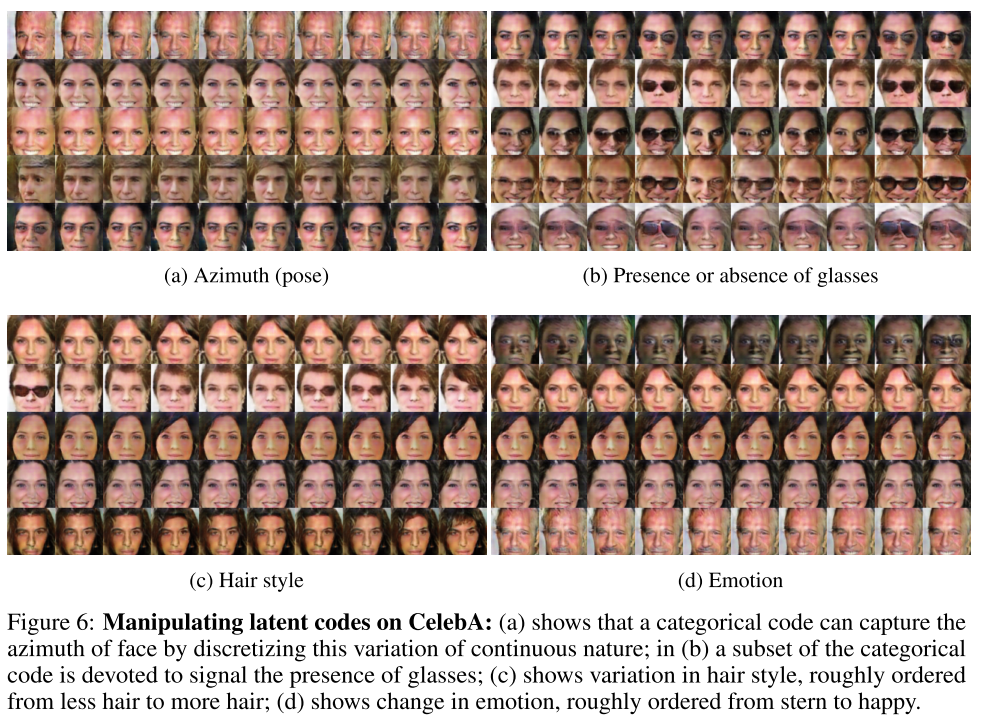 (a) Azimuth (pose)
(b) Presence or absence of glasses
(c) Hair style
(d) Emotion
Figure 6: Manipulating latent codes on CelebA: (a) shows that a categorical code can capture the
azimuth of face by discretizing this variation of continuous nature; in (b) a subset of the categorical
code is devoted to signal the presence of glasses; (c) shows variation in hair style, roughly ordered
from less hair to more hair; (d) shows change in emotion, roughly ordered from stern to happy.